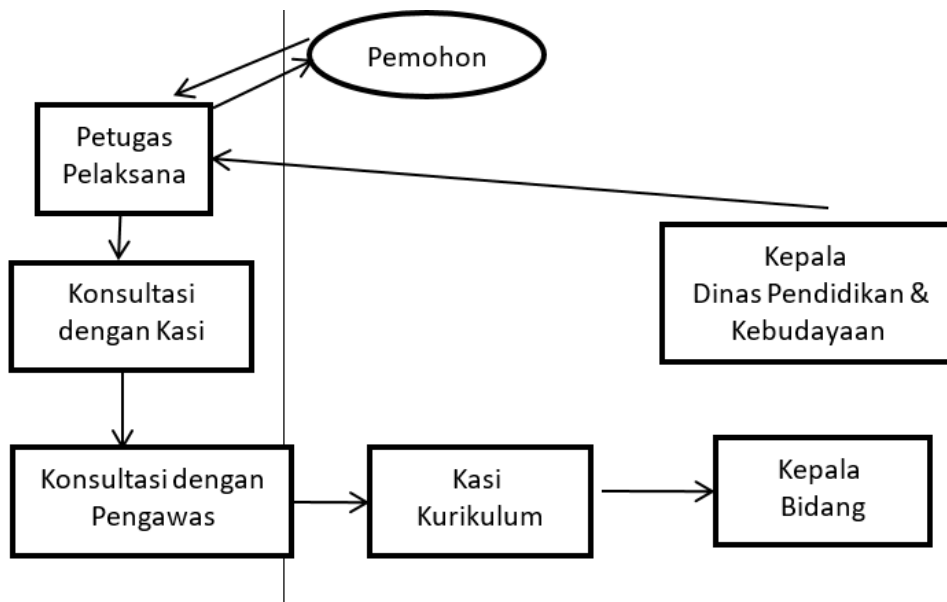 Pemohon
Petugas
Pelaksana
Konsultasi
dengan Kasi
Kepala
Dinas Pendidikan &
Kebudayaan
Konsultasi dengan
Pengawas
Kasi
Kurikulum
Kepala
Bidang